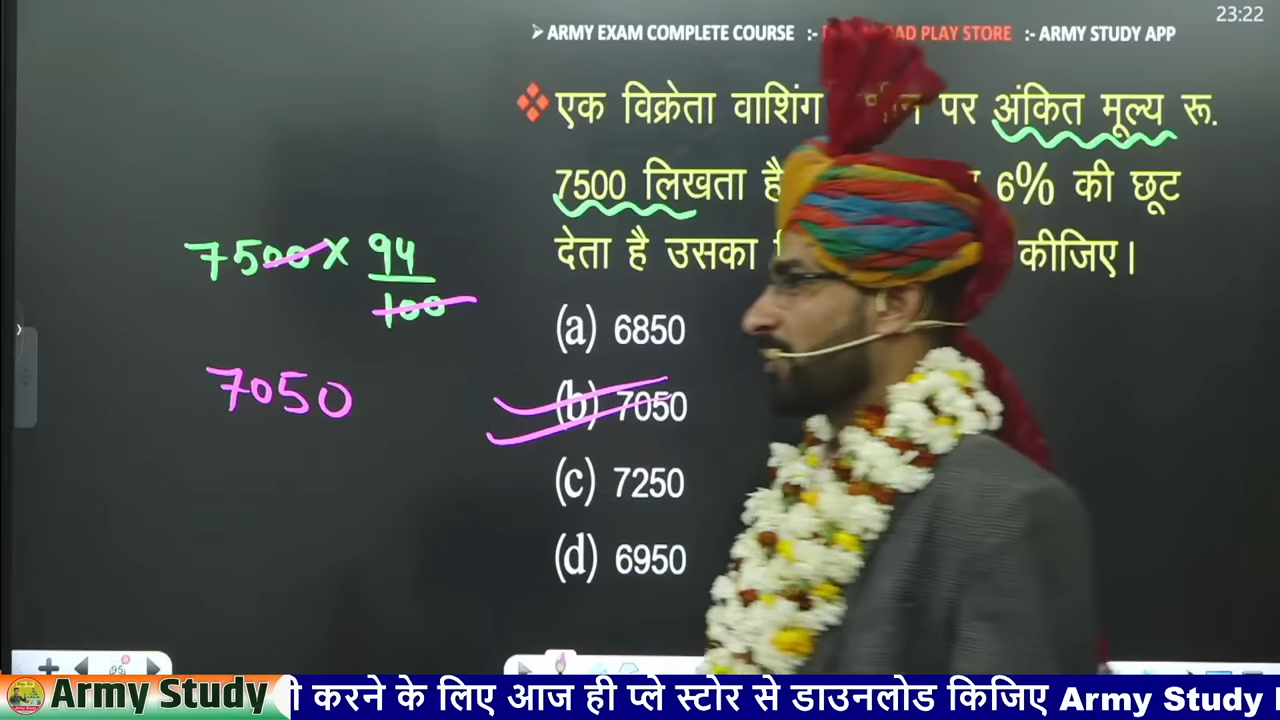 23:22
➢ ARMY EXAM COMPLETE COURSE :- PLAY STORE :- ARMY STUDY APP
❖ एक विक्रेता वाशिंग पर अंकित मूल्य रू.
7500 लिखता है 6% की छूट
देता है उसका कीजिए।
7500 × 94
100
7050
(a) 6850
(b) 7050
(c) 7250
(d) 6950
95
Army Study
करने के लिए आज ही प्ले स्टोर से डाउनलोड किजिए Army Study